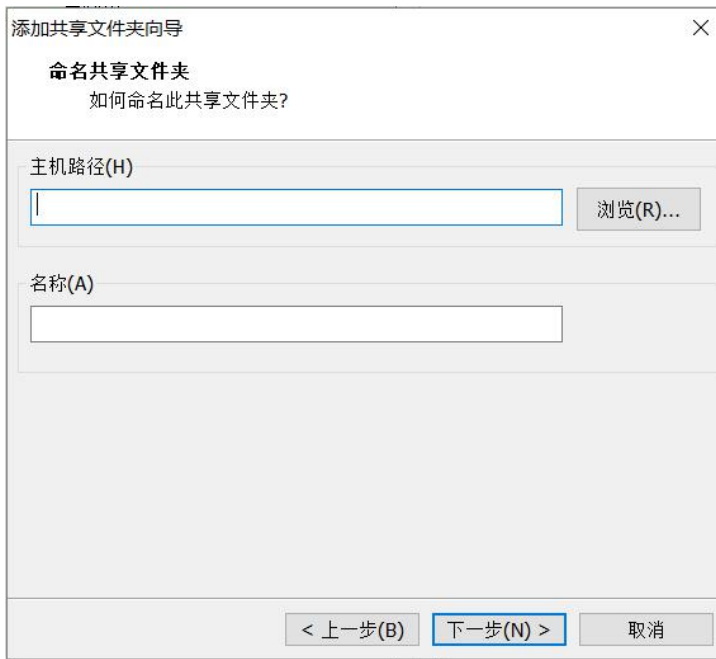 添加共享文件夹向导
命名共享文件夹
如何命名此共享文件夹?
主机路径(H)
浏览(R)...
名称(A)
< 上一步(B)
下一步(N) >
取消